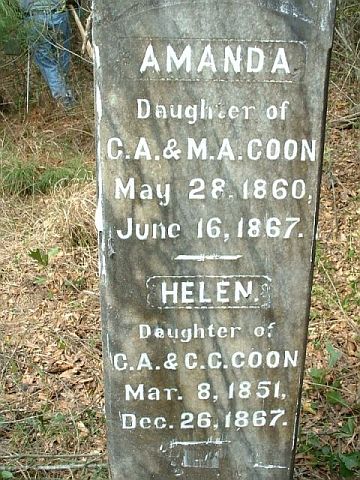 AMANDA
Daughter of
C.A. & M.A. COON
May 28, 1860,
June 16, 1867.
HELEN.
Daughter of
C.A. & C.C. COON
Mar. 8, 1851,
Dec. 26, 1867.